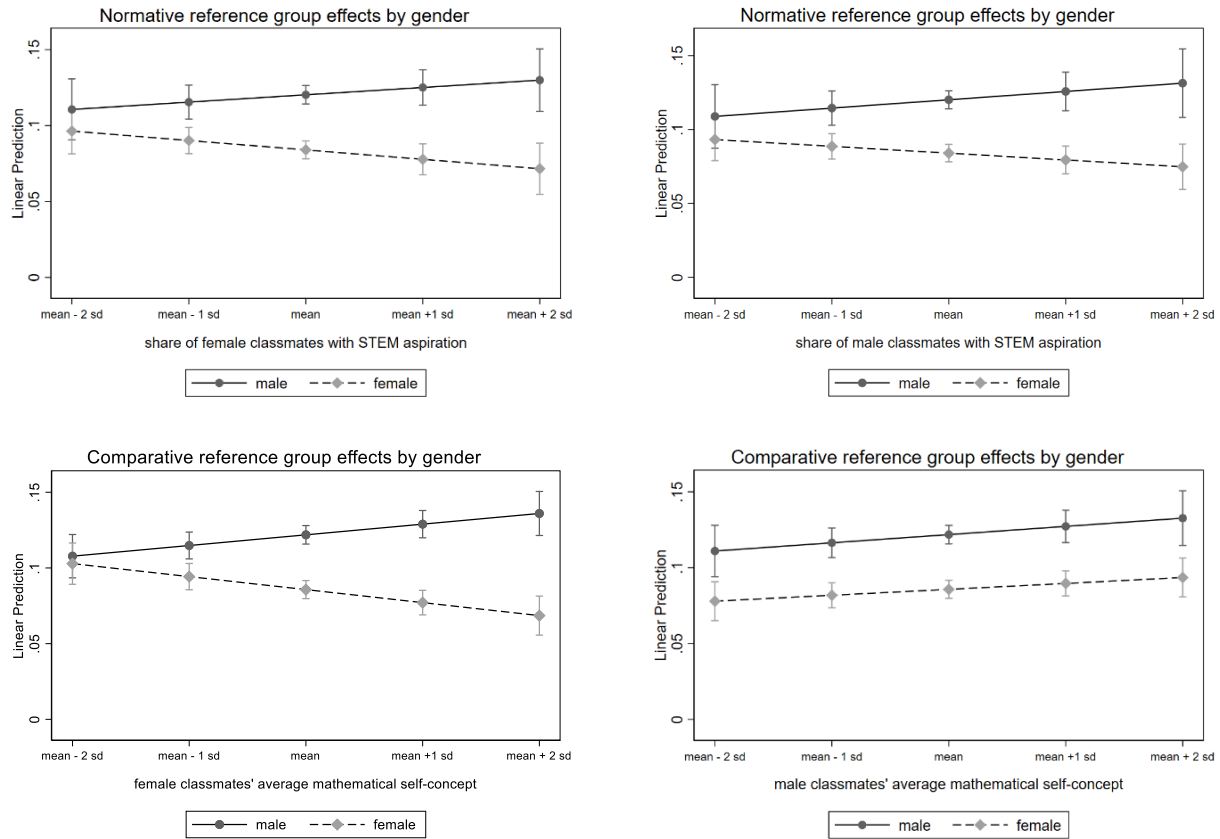 Normative reference group effects by gender
Linear Prediction
.15
.1
.05
0
mean - 2 sd mean - 1 sd mean mean +1 sd mean + 2 sd
share of female classmates with STEM aspiration
male female
Normative reference group effects by gender
Linear Prediction
.15
.1
.05
0
mean - 2 sd mean - 1 sd mean mean +1 sd mean + 2 sd
share of male classmates with STEM aspiration
male female
Comparative reference group effects by gender
Linear Prediction
.15
.1
.05
0
mean - 2 sd mean - 1 sd mean mean +1 sd mean + 2 sd
female classmates' average mathematical self-concept
male female
Comparative reference group effects by gender
Linear Prediction
.15
.1
.05
0
mean - 2 sd mean - 1 sd mean mean +1 sd mean + 2 sd
male classmates' average mathematical self-concept
male female